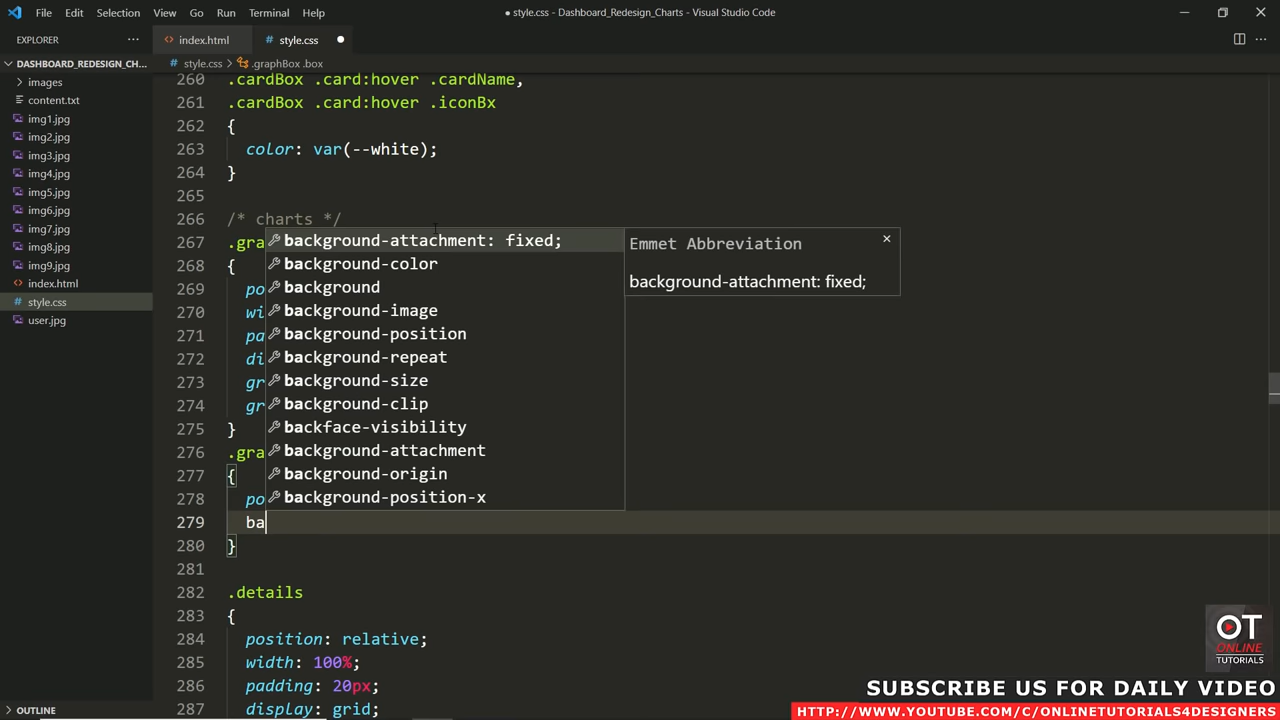 File Edit Selection View Go Run Terminal Help
● style.css - Dashboard_Redesign_Charts - Visual Studio Code
EXPLORER
index.html
style.css
DASHBOARD_REDESIGN_CH...
style.css > .graphBox .box
images
content.txt
img1.jpg
img2.jpg
img3.jpg
img4.jpg
img5.jpg
img6.jpg
img7.jpg
img8.jpg
img9.jpg
index.html
style.css
user.jpg
OUTLINE
260 .cardBox .card:hover .cardName,
261 .cardBox .card:hover .iconBx
262 {
263 color: var(--white);
264 }
265
266 /* charts */
267 .gra
268 {
269 po
270 wi
271 pa
272 di
273 gr
274 gr
275 }
276 .gra
277 {
278 po
279 ba
280 }
281
282 .details
283 {
284 position: relative;
285 width: 100%;
286 padding: 20px;
287 display: grid;
background-attachment: fixed;
background-color
background
background-image
background-position
background-repeat
background-size
background-clip
backface-visibility
background-attachment
background-origin
background-position-x
Emmet Abbreviation
background-attachment: fixed;
OT
ONLINE
TUTORIALS
SUBSCRIBE US FOR DAILY VIDEO
HTTP://WWW.YOUTUBE.COM/C/ONLINETUTORIALS4DESIGNERS